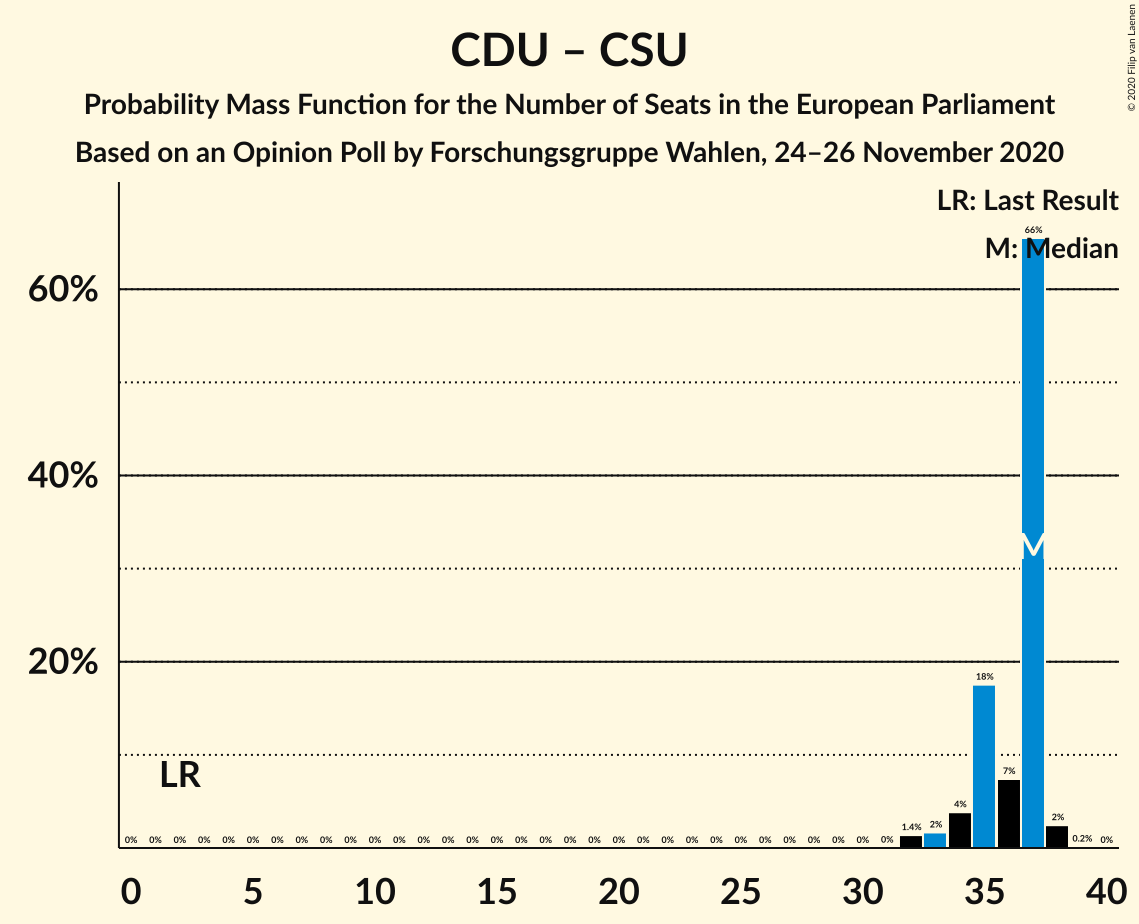 CDU – CSU
Probability Mass Function for the Number of Seats in the European Parliament
Based on an Opinion Poll by Forschungsgruppe Wahlen, 24–26 November 2020
© 2020 Filip van Laenen
LR: Last Result
M: Median
66%
60%
40%
M
20%
18%
LR
7%
4%
2%
0% 0% 0% 0% 0% 0% 0% 0% 0% 0% 0% 0% 0% 0% 0% 0% 0% 0% 0% 0% 0% 0% 0% 0% 0% 0% 0% 0% 0% 0% 0% 0% 1.4% 2% 0.2% 0%
0 5 10 15 20 25 30 35 40